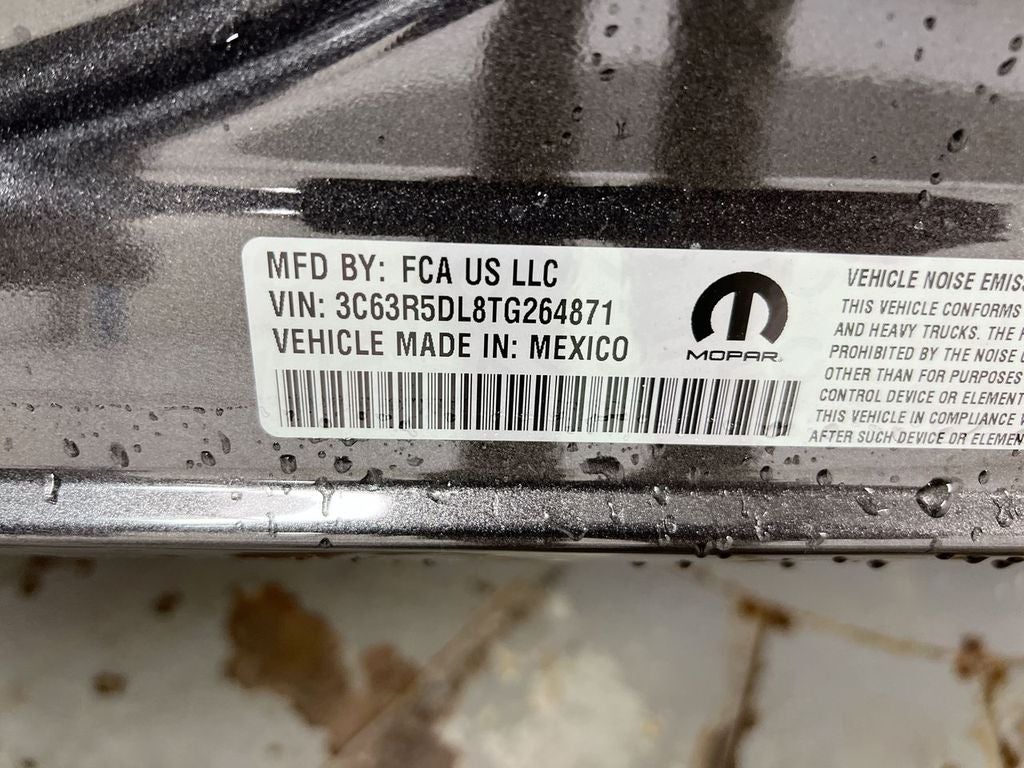 MFD BY: FCA US LLC
VIN: 3C63R5DL8TG264871
VEHICLE MADE IN: MEXICO
MOPAR
VEHICLE NOISE EMIS
THIS VEHICLE CONFORMS
AND HEAVY TRUCKS. THE
PROHIBITED BY THE NOISE
OTHER THAN FOR PURPOSES
CONTROL DEVICE OR ELEMENT
THIS VEHICLE IN COMPLIANCE
AFTER SUCH DEVICE OR ELEMEN